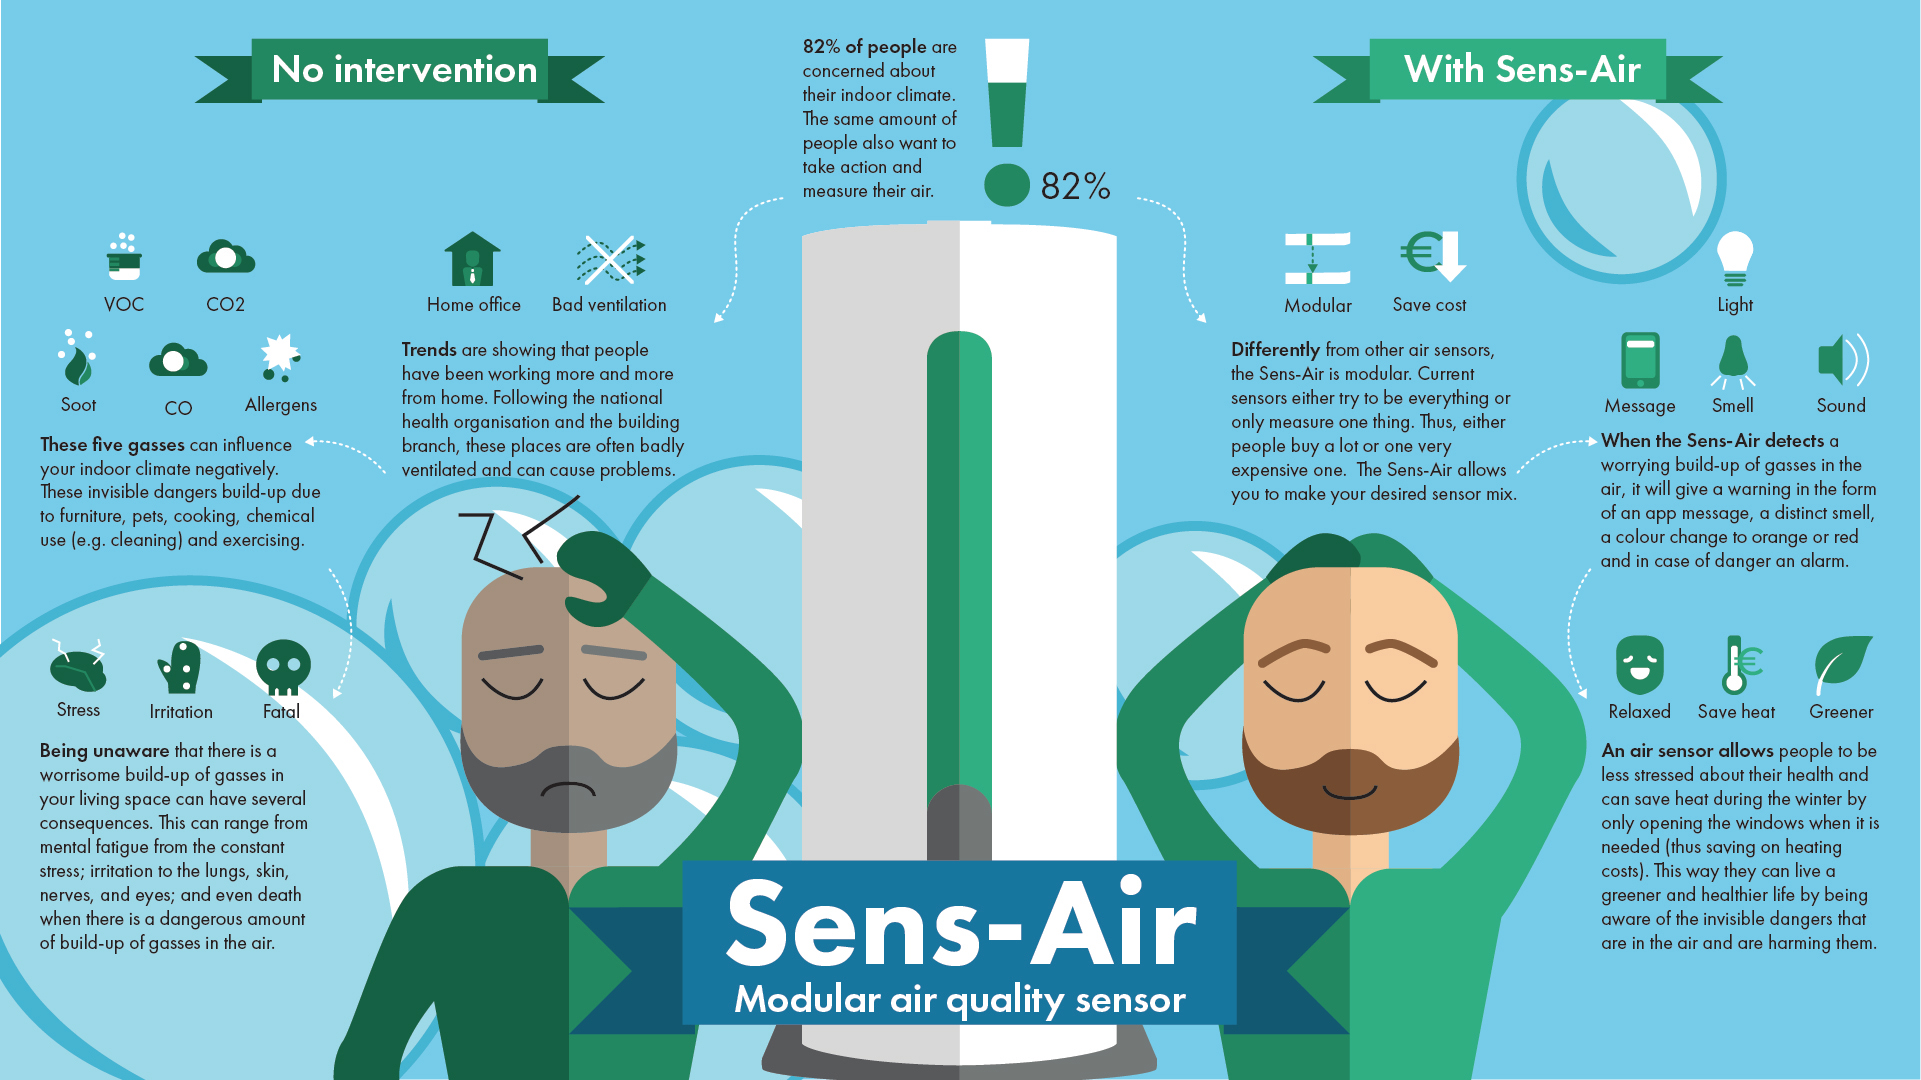 No intervention
82% of people are
concerned about
their indoor climate.
The same amount of
people also want to
take action and
measure their air.
82%
With Sens-Air
VOC
CO2
Soot
CO
Allergens
These five gasses can influence
your indoor climate negatively.
These invisible dangers build-up due
to furniture, pets, cooking, chemical
use (e.g. cleaning) and exercising.
Home office
Bad ventilation
Trends are showing that people
have been working more and more
from home. Following the national
health organisation and the building
branch, these places are often badly
ventilated and can cause problems.
Stress
Irritation
Fatal
Being unaware that there is a
worrisome build-up of gasses in
your living space can have several
consequences. This can range from
mental fatigue from the constant
stress; irritation to the lungs, skin,
nerves, and eyes; and even death
when there is a dangerous amount
of build-up of gasses in the air.
Modular
Save cost
Differently from other air sensors,
the Sens-Air is modular. Current
sensors either try to be everything or
only measure one thing. Thus, either
people buy a lot or one very
expensive one. The Sens-Air allows
you to make your desired sensor mix.
Light
Message
Smell
Sound
When the Sens-Air detects a
worrying build-up of gasses in the
air, it will give a warning in the form
of an app message, a distinct smell,
a colour change to orange or red
and in case of danger an alarm.
Relaxed
Save heat
Greener
An air sensor allows people to be
less stressed about their health and
can save heat during the winter by
only opening the windows when it is
needed (thus saving on heating
costs). This way they can live a
greener and healthier life by being
aware of the invisible dangers that
are in the air and are harming them.
Sens-Air
Modular air quality sensor